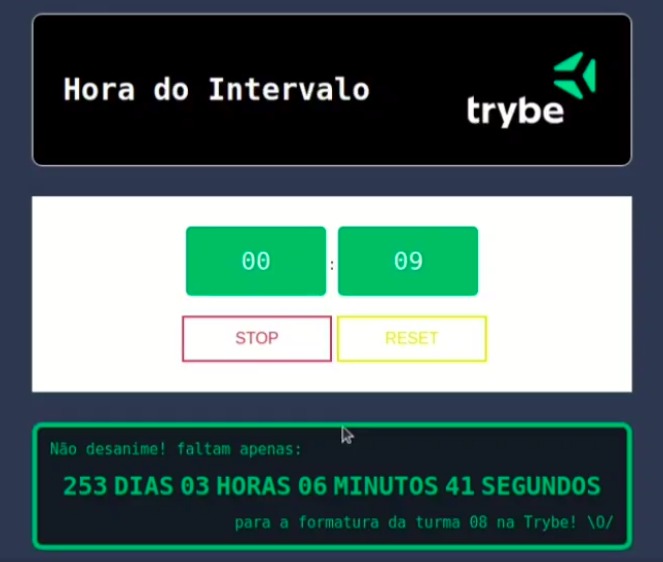 Hora do Intervalo
trybe
00 : 09
STOP RESET
Não desanime! faltam apenas:
253 DIAS 03 HORAS 06 MINUTOS 41 SEGUNDOS
para a formatura da turma 08 na Trybe! \O/